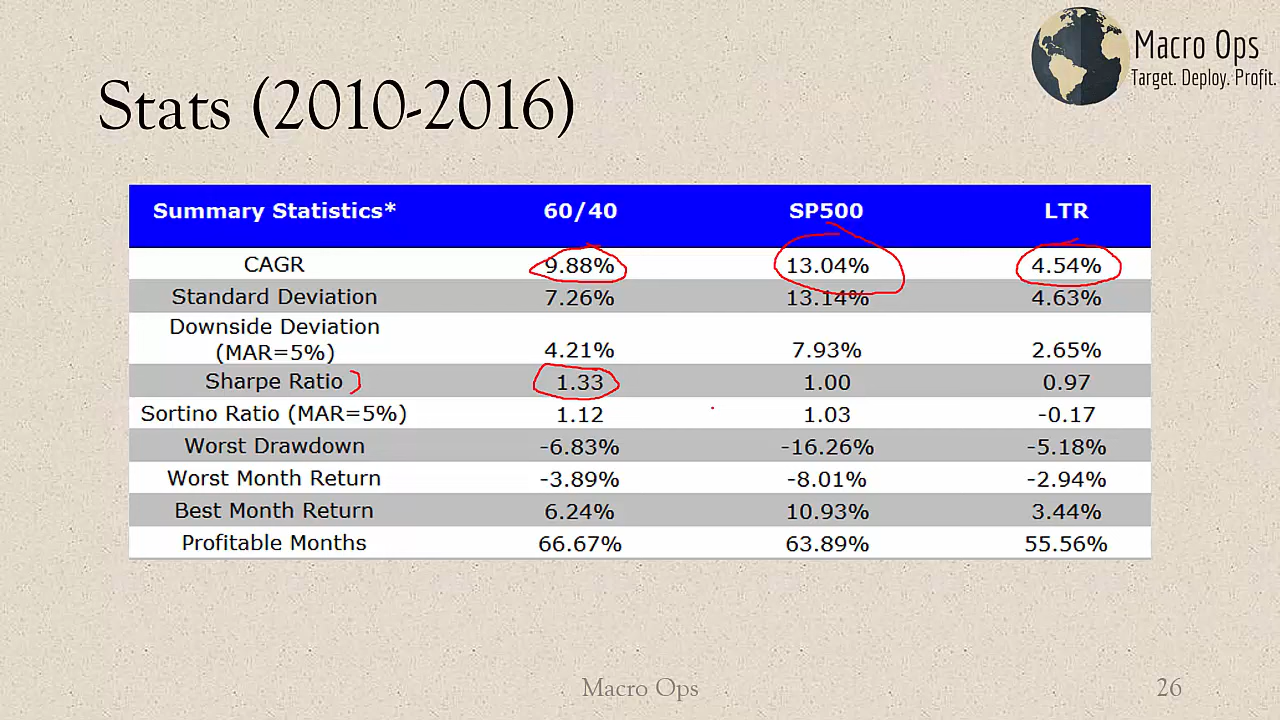 Macro Ops
Target. Deploy. Profit.
Stats (2010-2016)
Summary Statistics* 60/40 SP500 LTR
CAGR 9.88% 13.04% 4.54%
Standard Deviation 7.26% 13.14% 4.63%
Downside Deviation
(MAR=5%) 4.21% 7.93% 2.65%
Sharpe Ratio 1.33 1.00 0.97
Sortino Ratio (MAR=5%) 1.12 1.03 -0.17
Worst Drawdown -6.83% -16.26% -5.18%
Worst Month Return -3.89% -8.01% -2.94%
Best Month Return 6.24% 10.93% 3.44%
Profitable Months 66.67% 63.89% 55.56%
Macro Ops 26